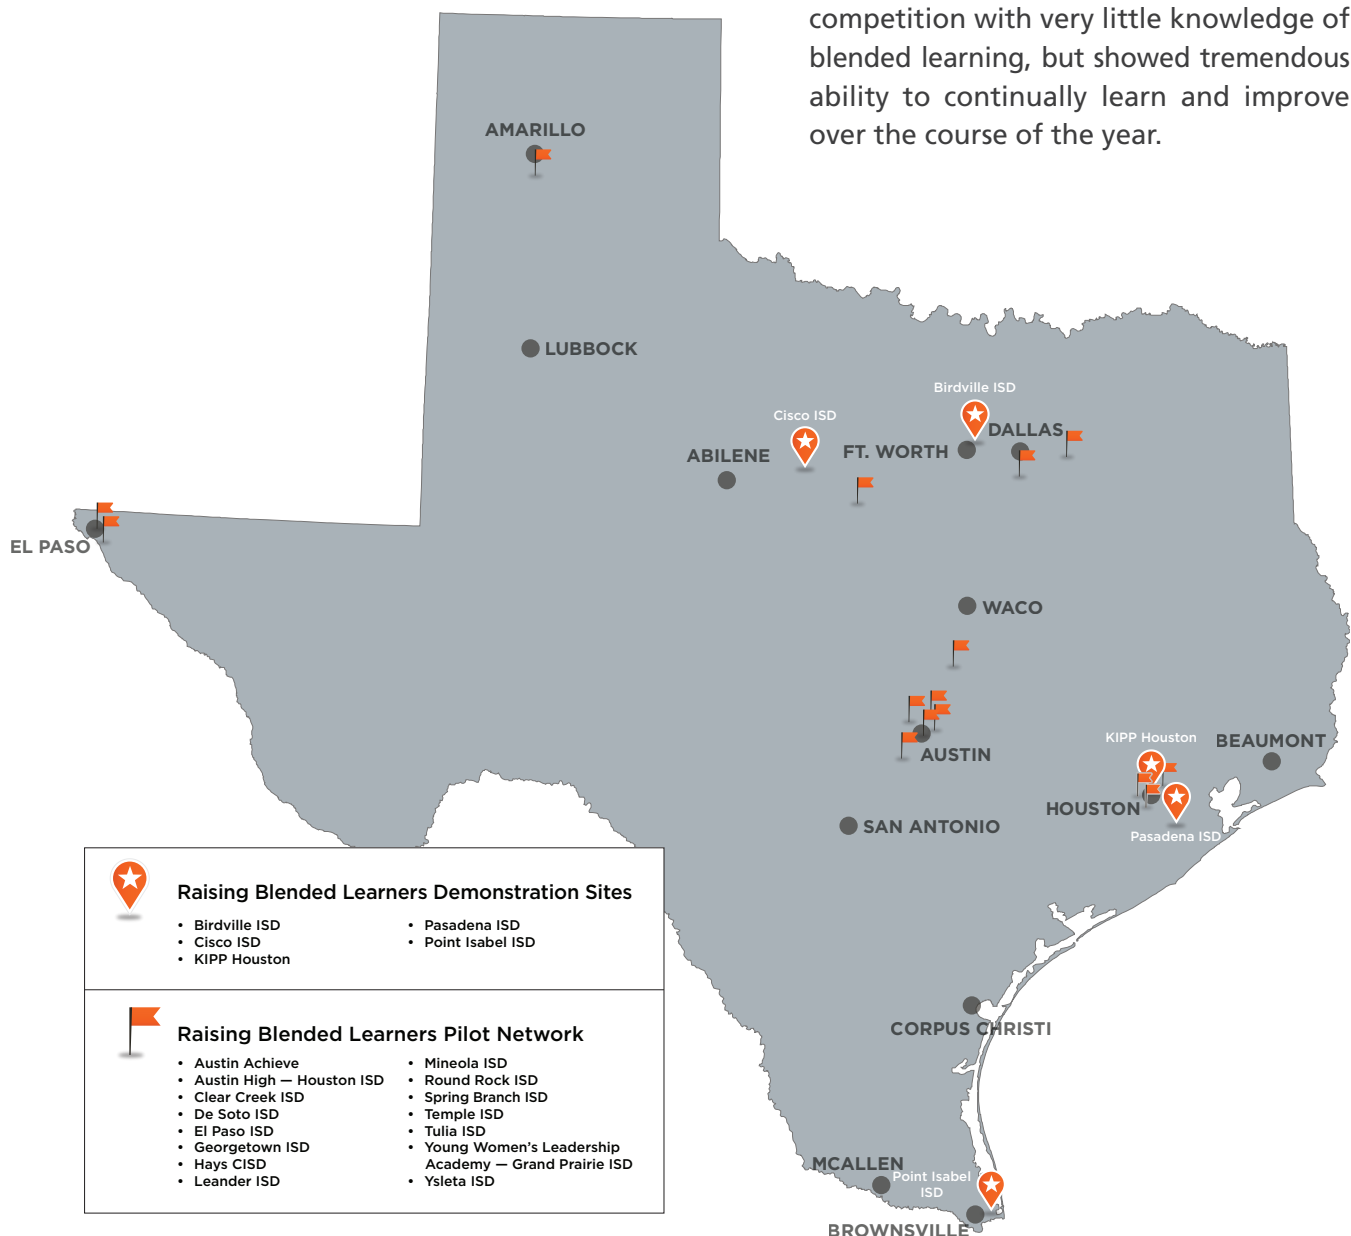 competition with very little knowledge of
blended learning, but showed tremendous
ability to continually learn and improve
over the course of the year.
AMARILLO
LUBBOCK
Birdville ISD
Cisco ISD
DALLAS
FT. WORTH
ABILENE
EL PASO
WACO
AUSTIN
KIPP Houston
BEAUMONT
HOUSTON
SAN ANTONIO
Pasadena ISD
Raising Blended Learners Demonstration Sites
• Birdville ISD
• Cisco ISD
• KIPP Houston
• Pasadena ISD
• Point Isabel ISD
Raising Blended Learners Pilot Network
• Austin Achieve
• Austin High — Houston ISD
• Clear Creek ISD
• De Soto ISD
• El Paso ISD
• Georgetown ISD
• Hays CISD
• Leander ISD
• Mineola ISD
• Round Rock ISD
• Spring Branch ISD
• Temple ISD
• Tulia ISD
• Young Women's Leadership
Academy — Grand Prairie ISD
• Ysleta ISD
CORPUS CHRISTI
MCALLEN
Point Isabel
ISD
BROWNSVILLE